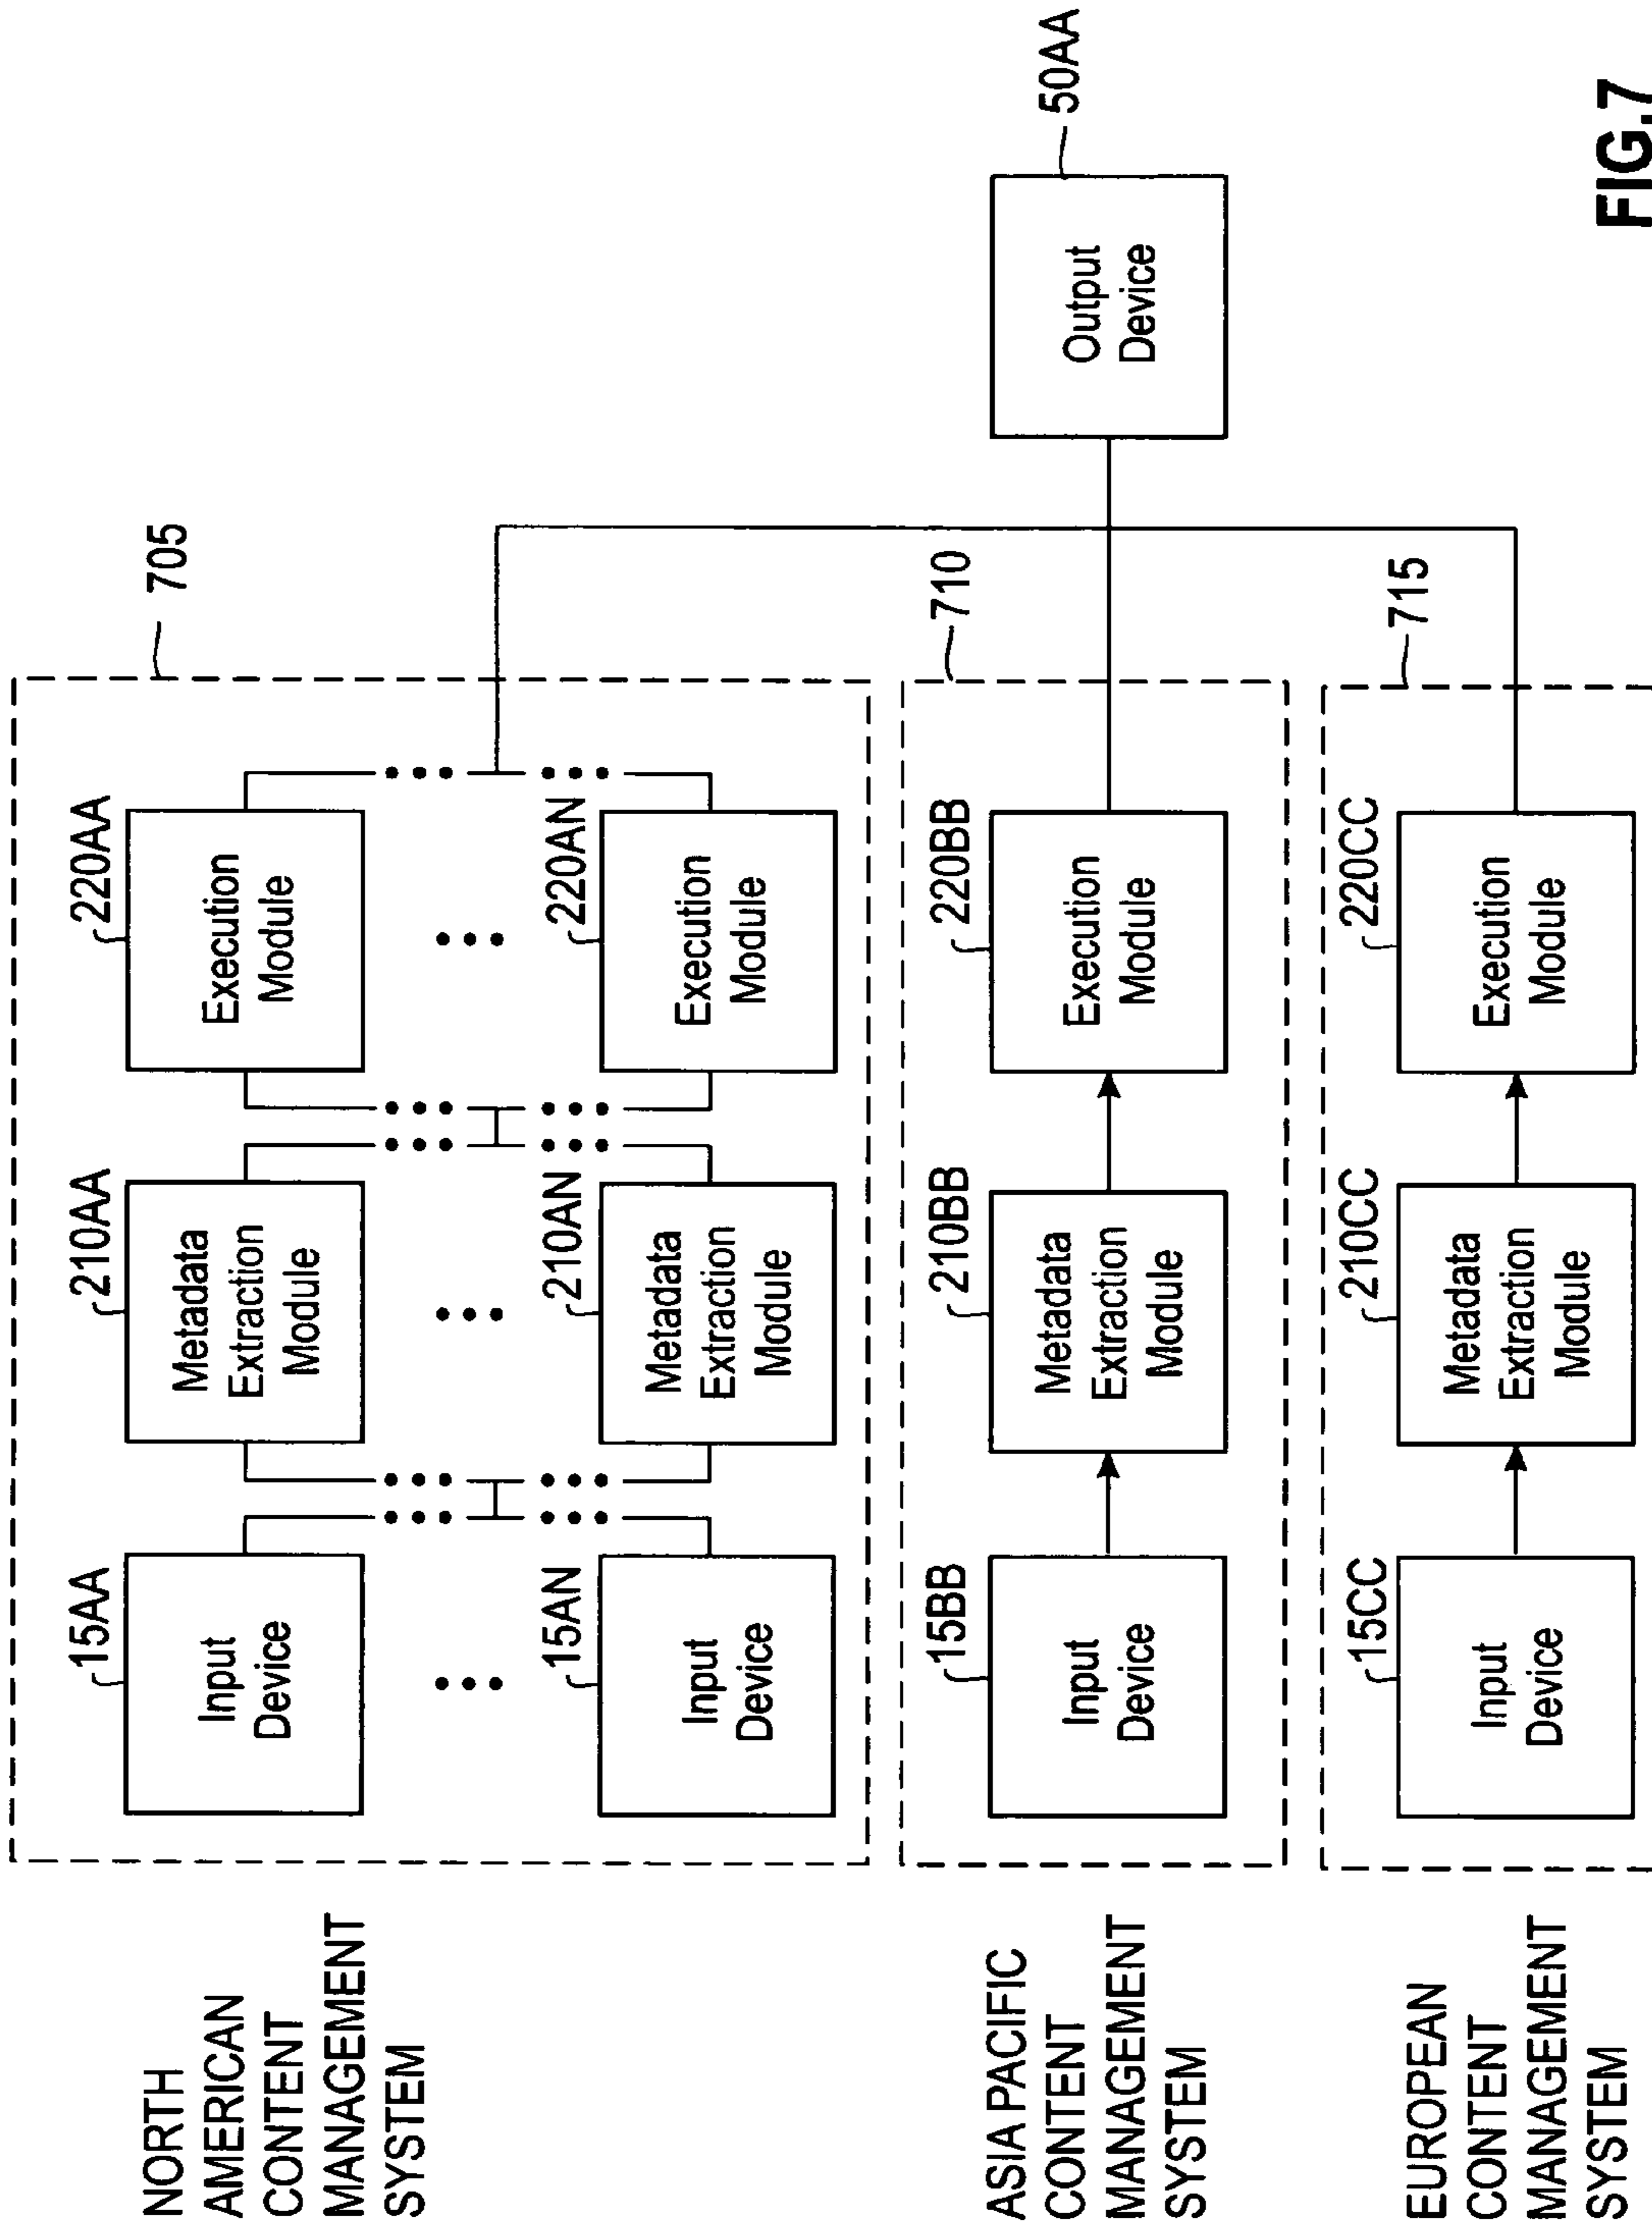 NORTH
AMERICAN
CONTENT
MANAGEMENT
SYSTEM
705
15AA
Input
Device
210AA
Metadata
Extraction
Module
220AA
Execution
Module
15AN
Input
Device
210AN
Metadata
Extraction
Module
220AN
Execution
Module
ASIA PACIFIC
CONTENT
MANAGEMENT
SYSTEM
710
15BB
Input
Device
210BB
Metadata
Extraction
Module
220BB
Execution
Module
Output
Device
50AA
EUROPEAN
CONTENT
MANAGEMENT
SYSTEM
715
15CC
Input
Device
210CC
Metadata
Extraction
Module
220CC
Execution
Module
FIG.7